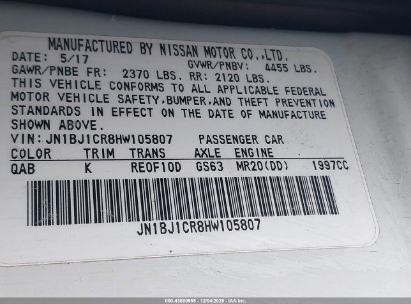 MANUFACTURED BY NISSAN MOTOR CO.,LTD.
DATE: 5/17 GVWR/PNBV: 4455 LBS.
GAWR/PNBE FR: 2370 LBS. RR: 2120 LBS.
THIS VEHICLE CONFORMS TO ALL APPLICABLE FEDERAL
MOTOR VEHICLE SAFETY,BUMPER,AND THEFT PREVENTION
STANDARDS IN EFFECT ON THE DATE OF MANUFACTURE
SHOWN ABOVE.
VIN: JN1BJ1CR8HW105807 PASSENGER CAR
COLOR TRIM TRANS AXLE ENGINE
QAB K RE0F10D GS63 MR20(DD) 1997CC
JN1BJ1CR8HW105807